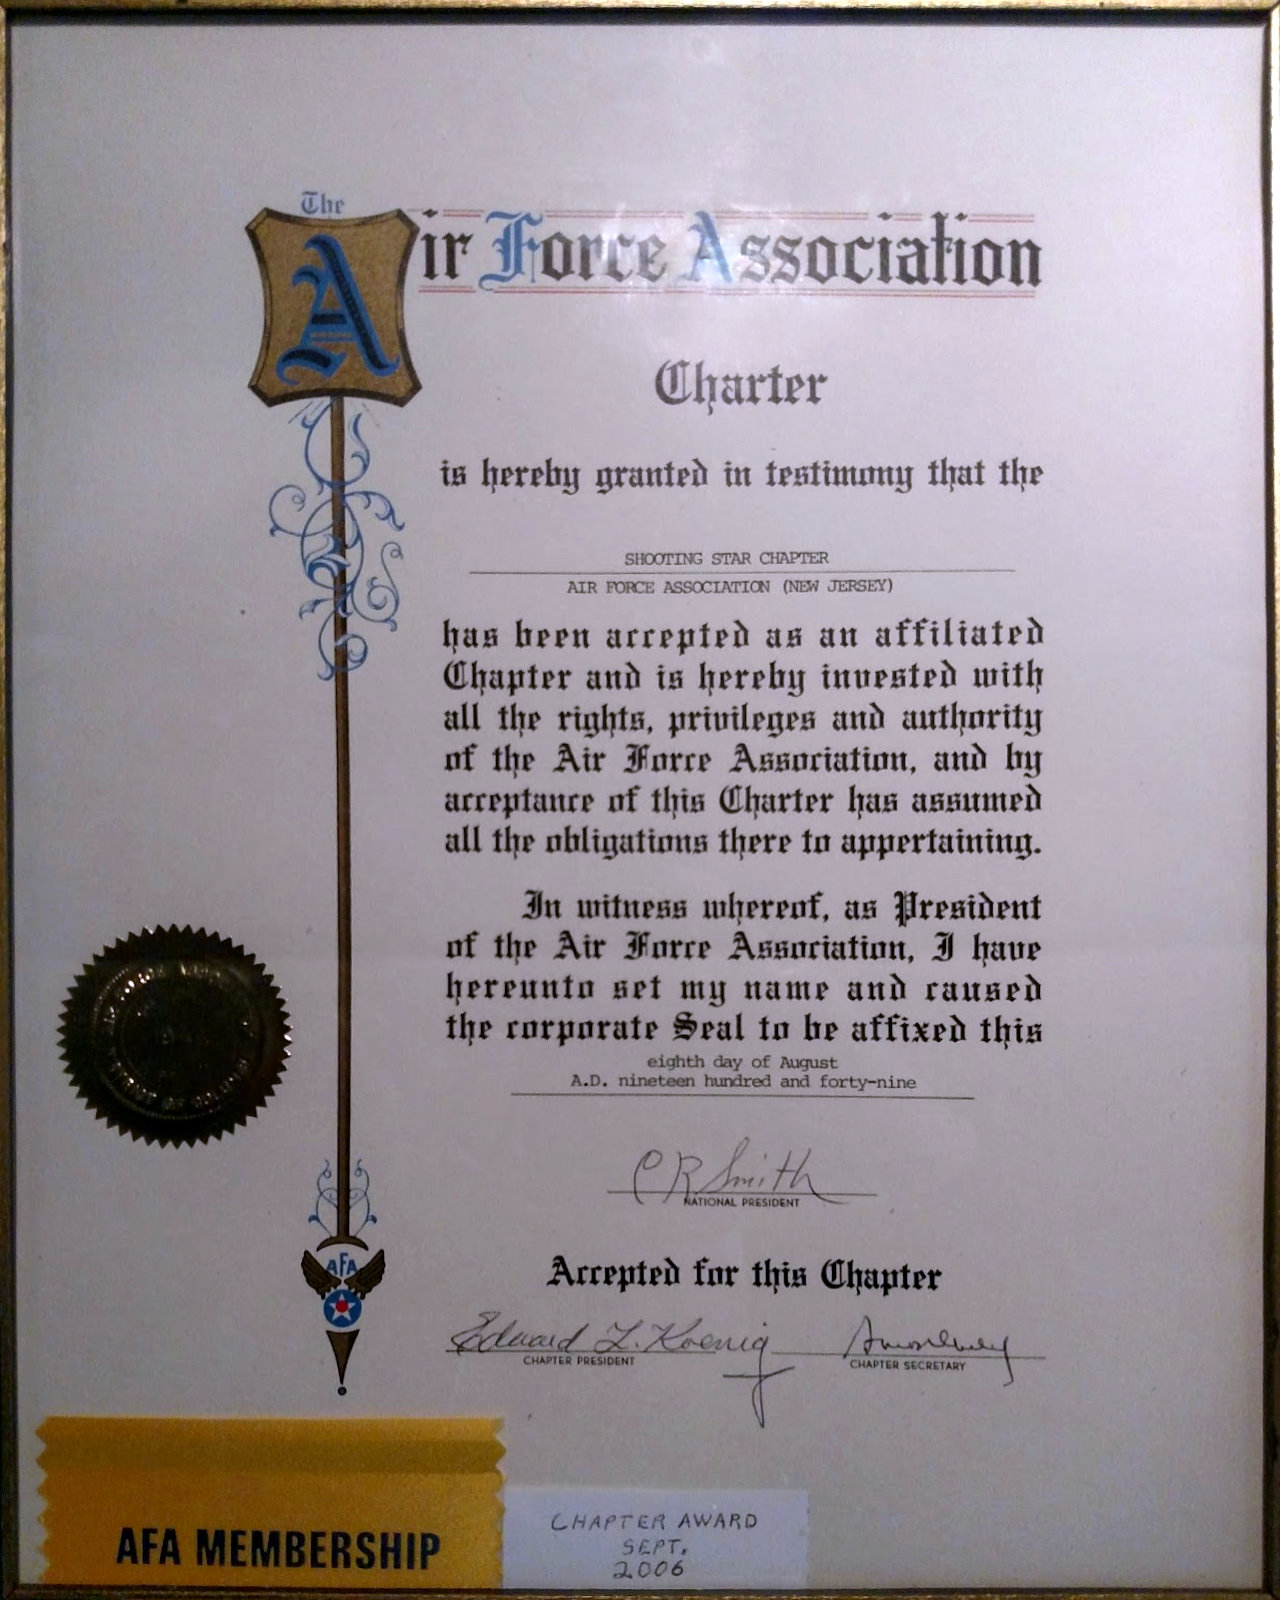 The
Air Force Association
Charter
is hereby granted in testimony that the
SHOOTING STAR CHAPTER
AIR FORCE ASSOCIATION (NEW JERSEY)
has been accepted as an affiliated
Chapter and is hereby invested with
all the rights, privileges and authority
of the Air Force Association, and by
acceptance of this Charter has assumed
all the obligations there to appertaining.
In witness whereof, as President
of the Air Force Association, I have
hereunto set my name and caused
the corporate Seal to be affixed this
eighth day of August
A.D. nineteen hundred and forty-nine
C R Smith
NATIONAL PRESIDENT
AFA
Accepted for this Chapter
Edward L. Koenig
CHAPTER PRESIDENT
CHAPTER SECRETARY
AFA MEMBERSHIP
CHAPTER AWARD
SEPT.
2006